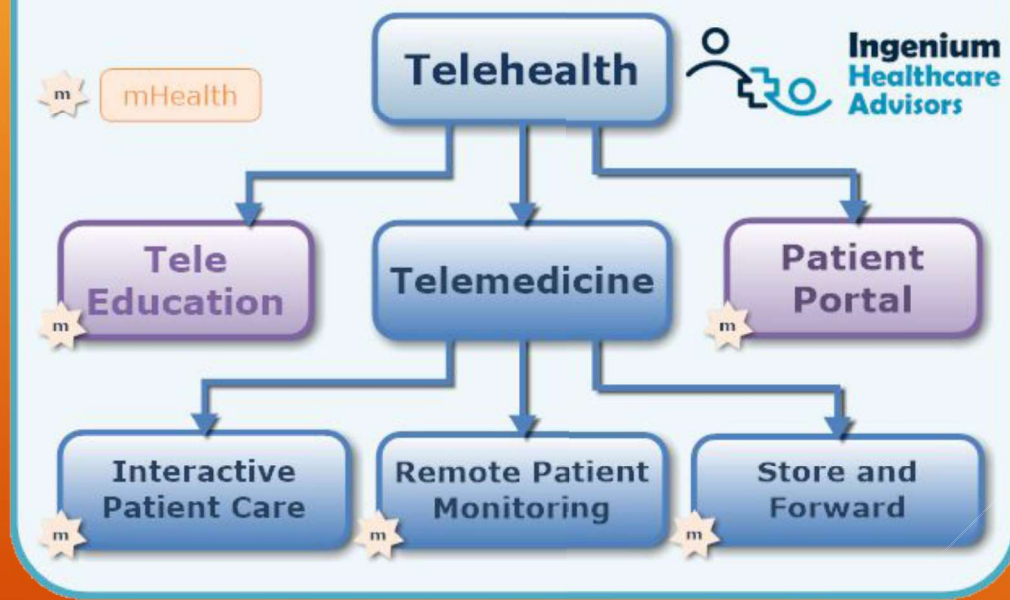 Telehealth
Ingenium
Healthcare
Advisors
m
mHealth
Tele
Education
m
Telemedicine
Patient
Portal
m
Interactive
Patient Care
m
Remote Patient
Monitoring
m
Store and
Forward
m